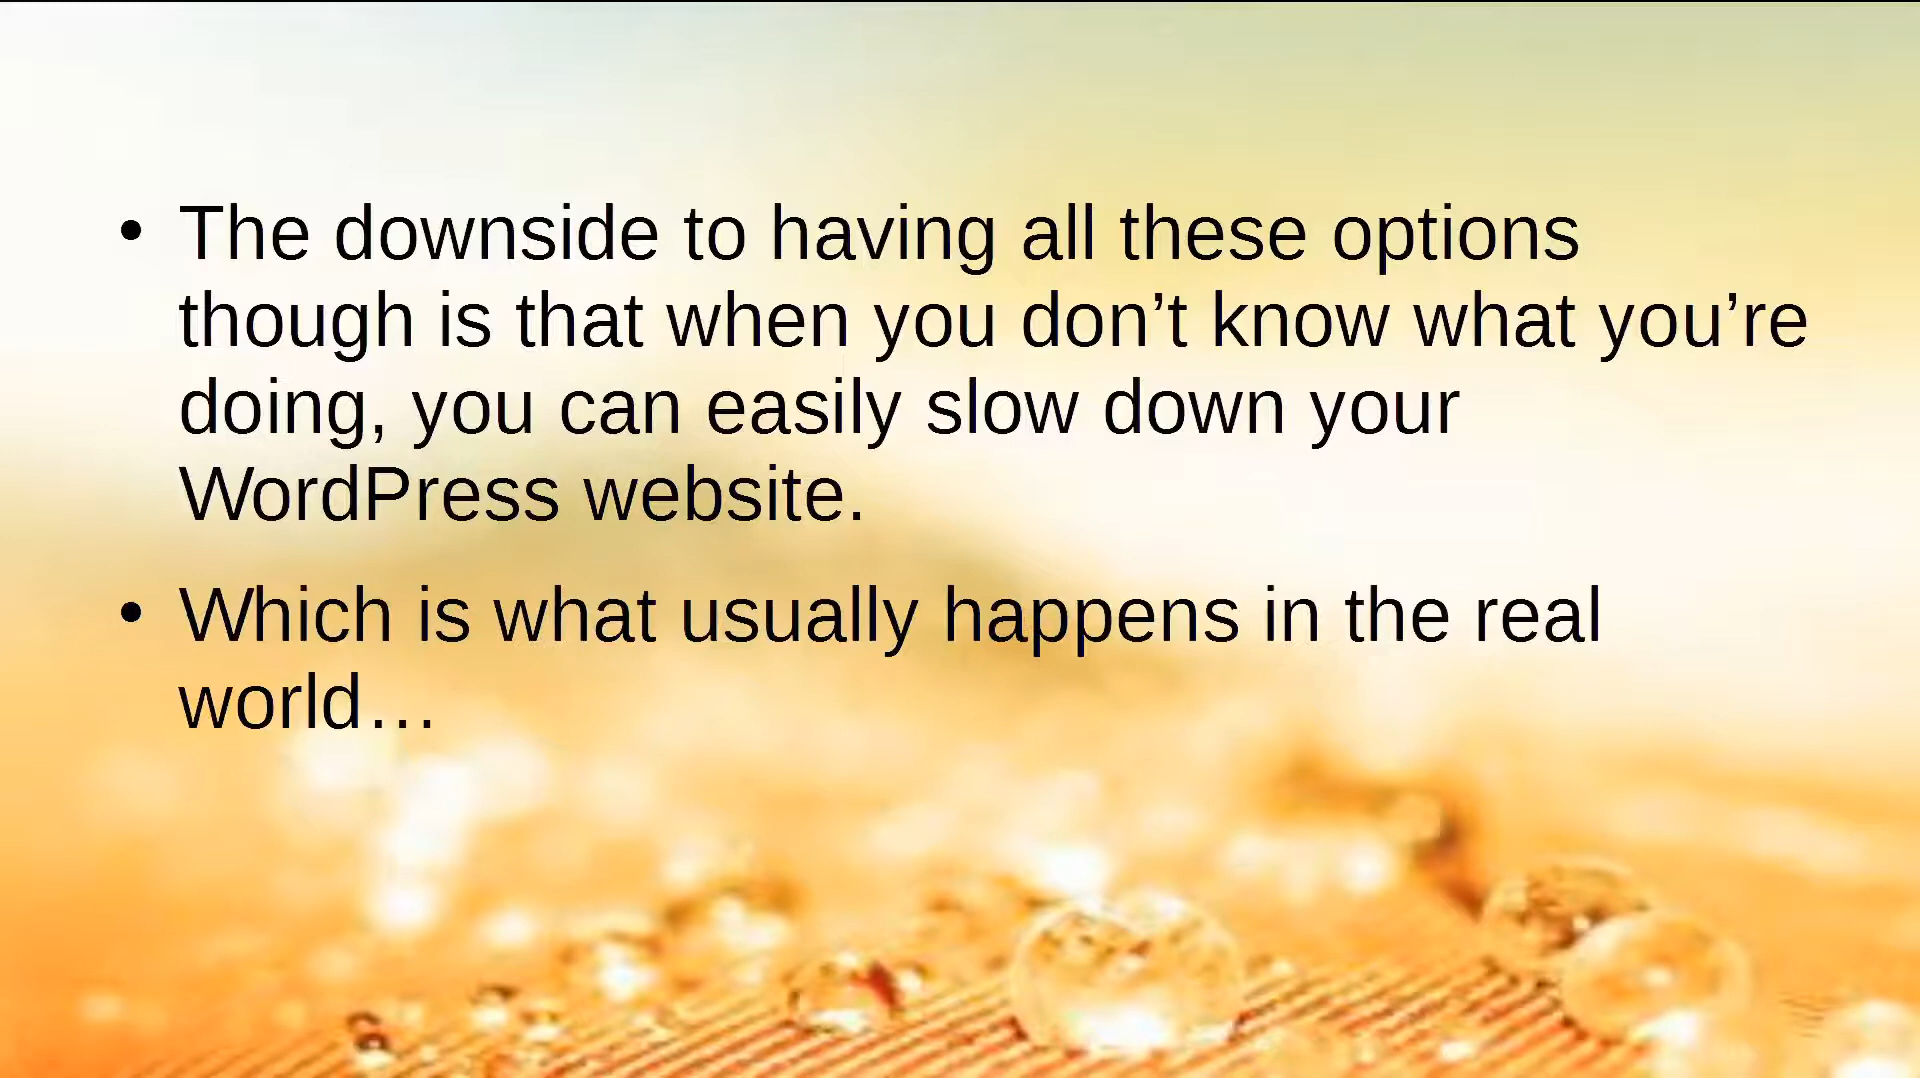 • The downside to having all these options
though is that when you don’t know what you’re
doing, you can easily slow down your
WordPress website.
• Which is what usually happens in the real
world…